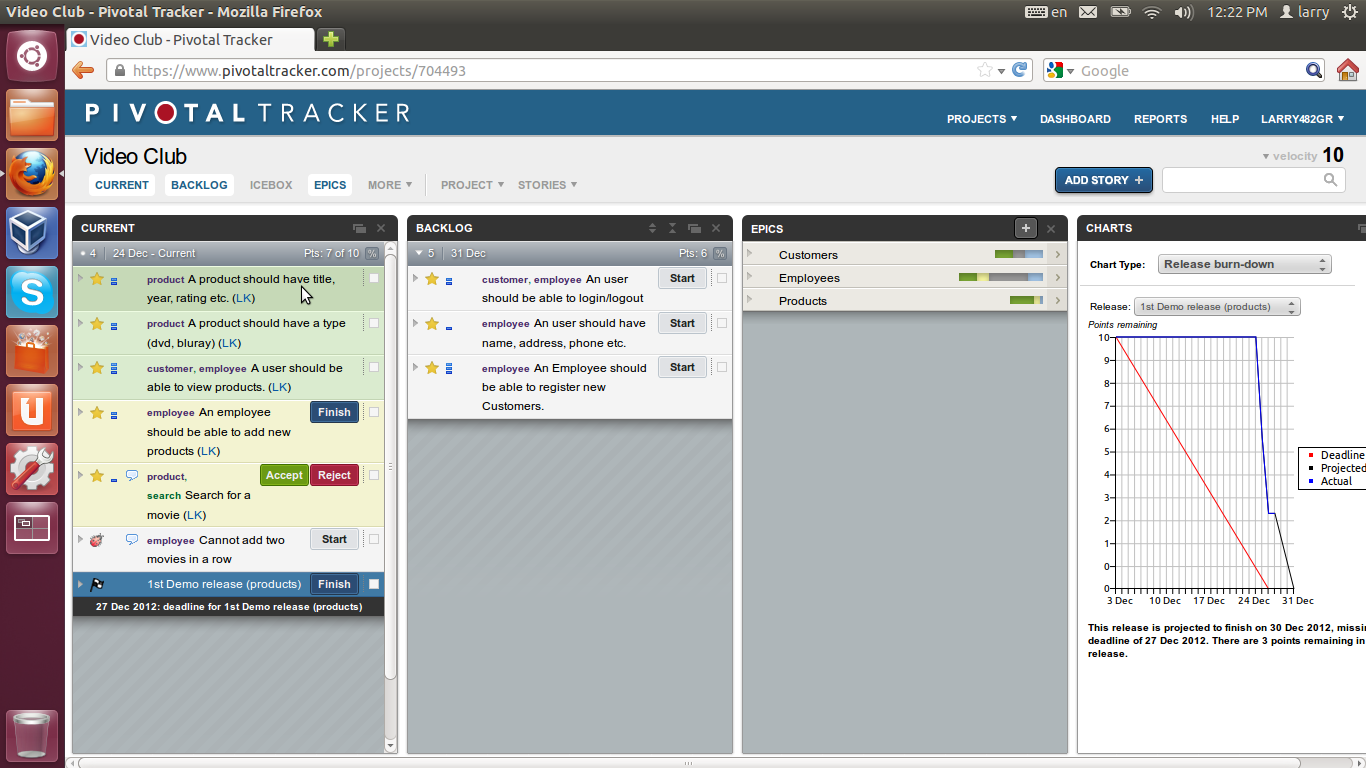 Video Club - Pivotal Tracker - Mozilla Firefox
en
12:22 PM
larry
Video Club - Pivotal Tracker
https://www.pivotaltracker.com/projects/704493
Google
PIVOTAL TRACKER
PROJECTS
DASHBOARD
REPORTS
HELP
LARRY482GR
Video Club
velocity 10
CURRENT
BACKLOG
ICEBOX
EPICS
MORE
PROJECT
STORIES
ADD STORY +
CURRENT
4 24 Dec - Current Pts: 7 of 10 %
product A product should have title,
year, rating etc. (LK)
product A product should have a type
(dvd, bluray) (LK)
customer, employee A user should be
able to view products. (LK)
employee An employee
should be able to add new
products (LK)
Finish
product,
search Search for a
movie (LK)
Accept
Reject
employee Cannot add two
movies in a row
Start
1st Demo release (products)
Finish
27 Dec 2012: deadline for 1st Demo release (products)
BACKLOG
5 31 Dec Pts: 6 %
customer, employee An user
should be able to login/logout
Start
employee An user should have
name, address, phone etc.
Start
employee An Employee should
be able to register new
Customers.
Start
EPICS
+
Customers
Employees
Products
CHARTS
Chart Type: Release burn-down
Release: 1st Demo release (products)
Points remaining
10
9
8
7
6
5
4
3
2
1
0
0
3 Dec 10 Dec 17 Dec 24 Dec 31 Dec
Deadline
Projected
Actual
This release is projected to finish on 30 Dec 2012, missi
deadline of 27 Dec 2012. There are 3 points remaining in
release.